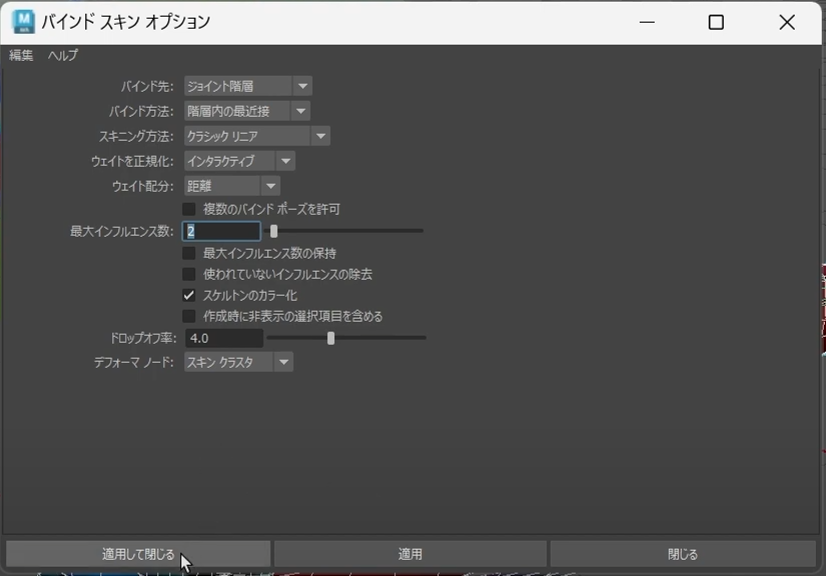 バインド スキン オプション
編集 ヘルプ
バインド先: ジョイント階層
バインド方法: 階層内の最近接
スキニング方法: クラシック リニア
ウェイトを正規化: インタラクティブ
ウェイト配分: 距離
複数のバインド ポーズを許可
最大インフルエンス数: 2
最大インフルエンス数の保持
使われていないインフルエンスの除去
スケルトンのカラー化
作成時に非表示の選択項目を含める
ドロップオフ率: 4.0
デフォーマ ノード: スキン クラスタ
適用して閉じる 適用 閉じる